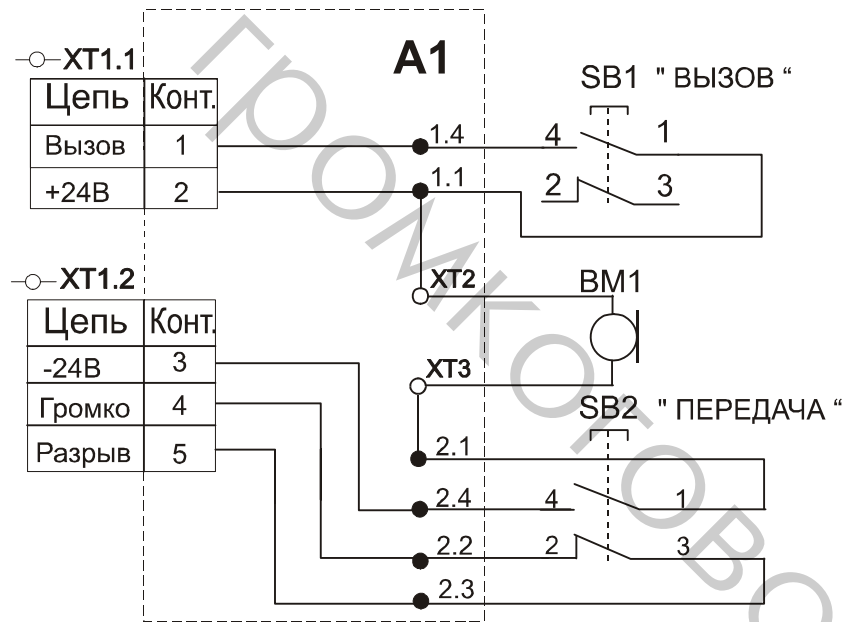 A1
XT1.1
Цепь Конт.
Вызов 1
+24В 2
1.4
1.1
SB1 " ВЫЗОВ “
4 1
2 3
XT2
BM1
XT1.2
Цепь Конт.
-24В 3
Громко 4
Разрыв 5
XT3
SB2 " ПЕРЕДАЧА “
2.1
2.4 4 1
2.2 2 3
2.3
ГРОМКОГОВО